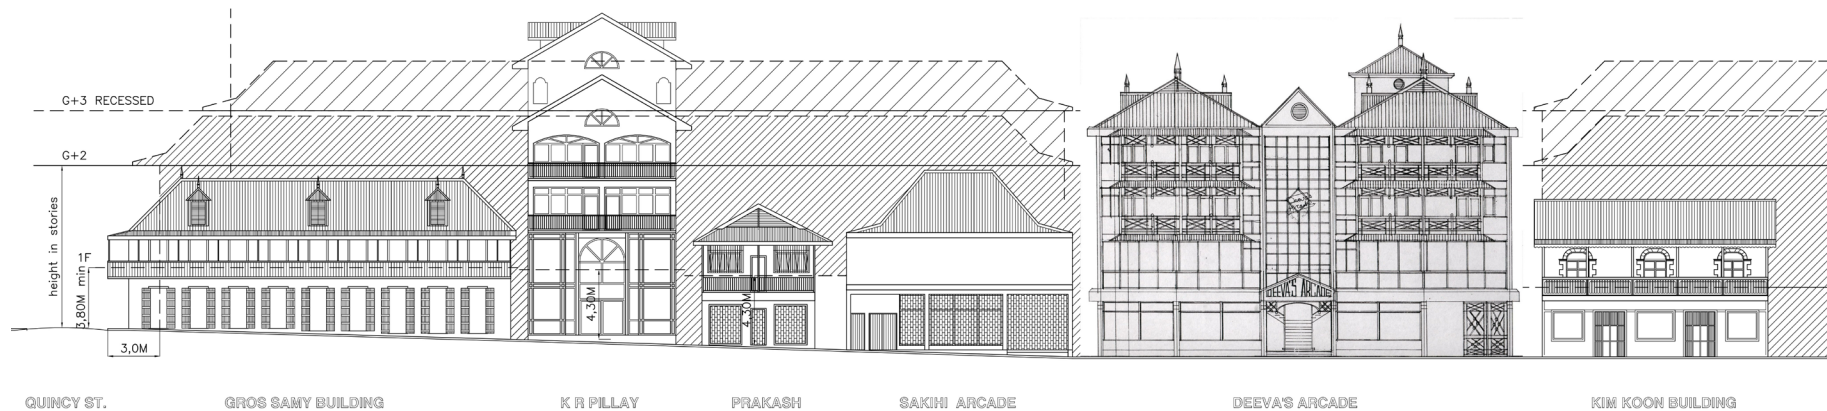 G+3 RECESSED
G+2
height in stories
3,80M min 1F
4,30M
4,30M
DEEVA'S ARCADE
3,0M
QUINCY ST.
GROS SAMY BUILDING
K R PILLAY
PRAKASH
SAKIHI ARCADE
DEEVA'S ARCADE
KIM KOON BUILDING